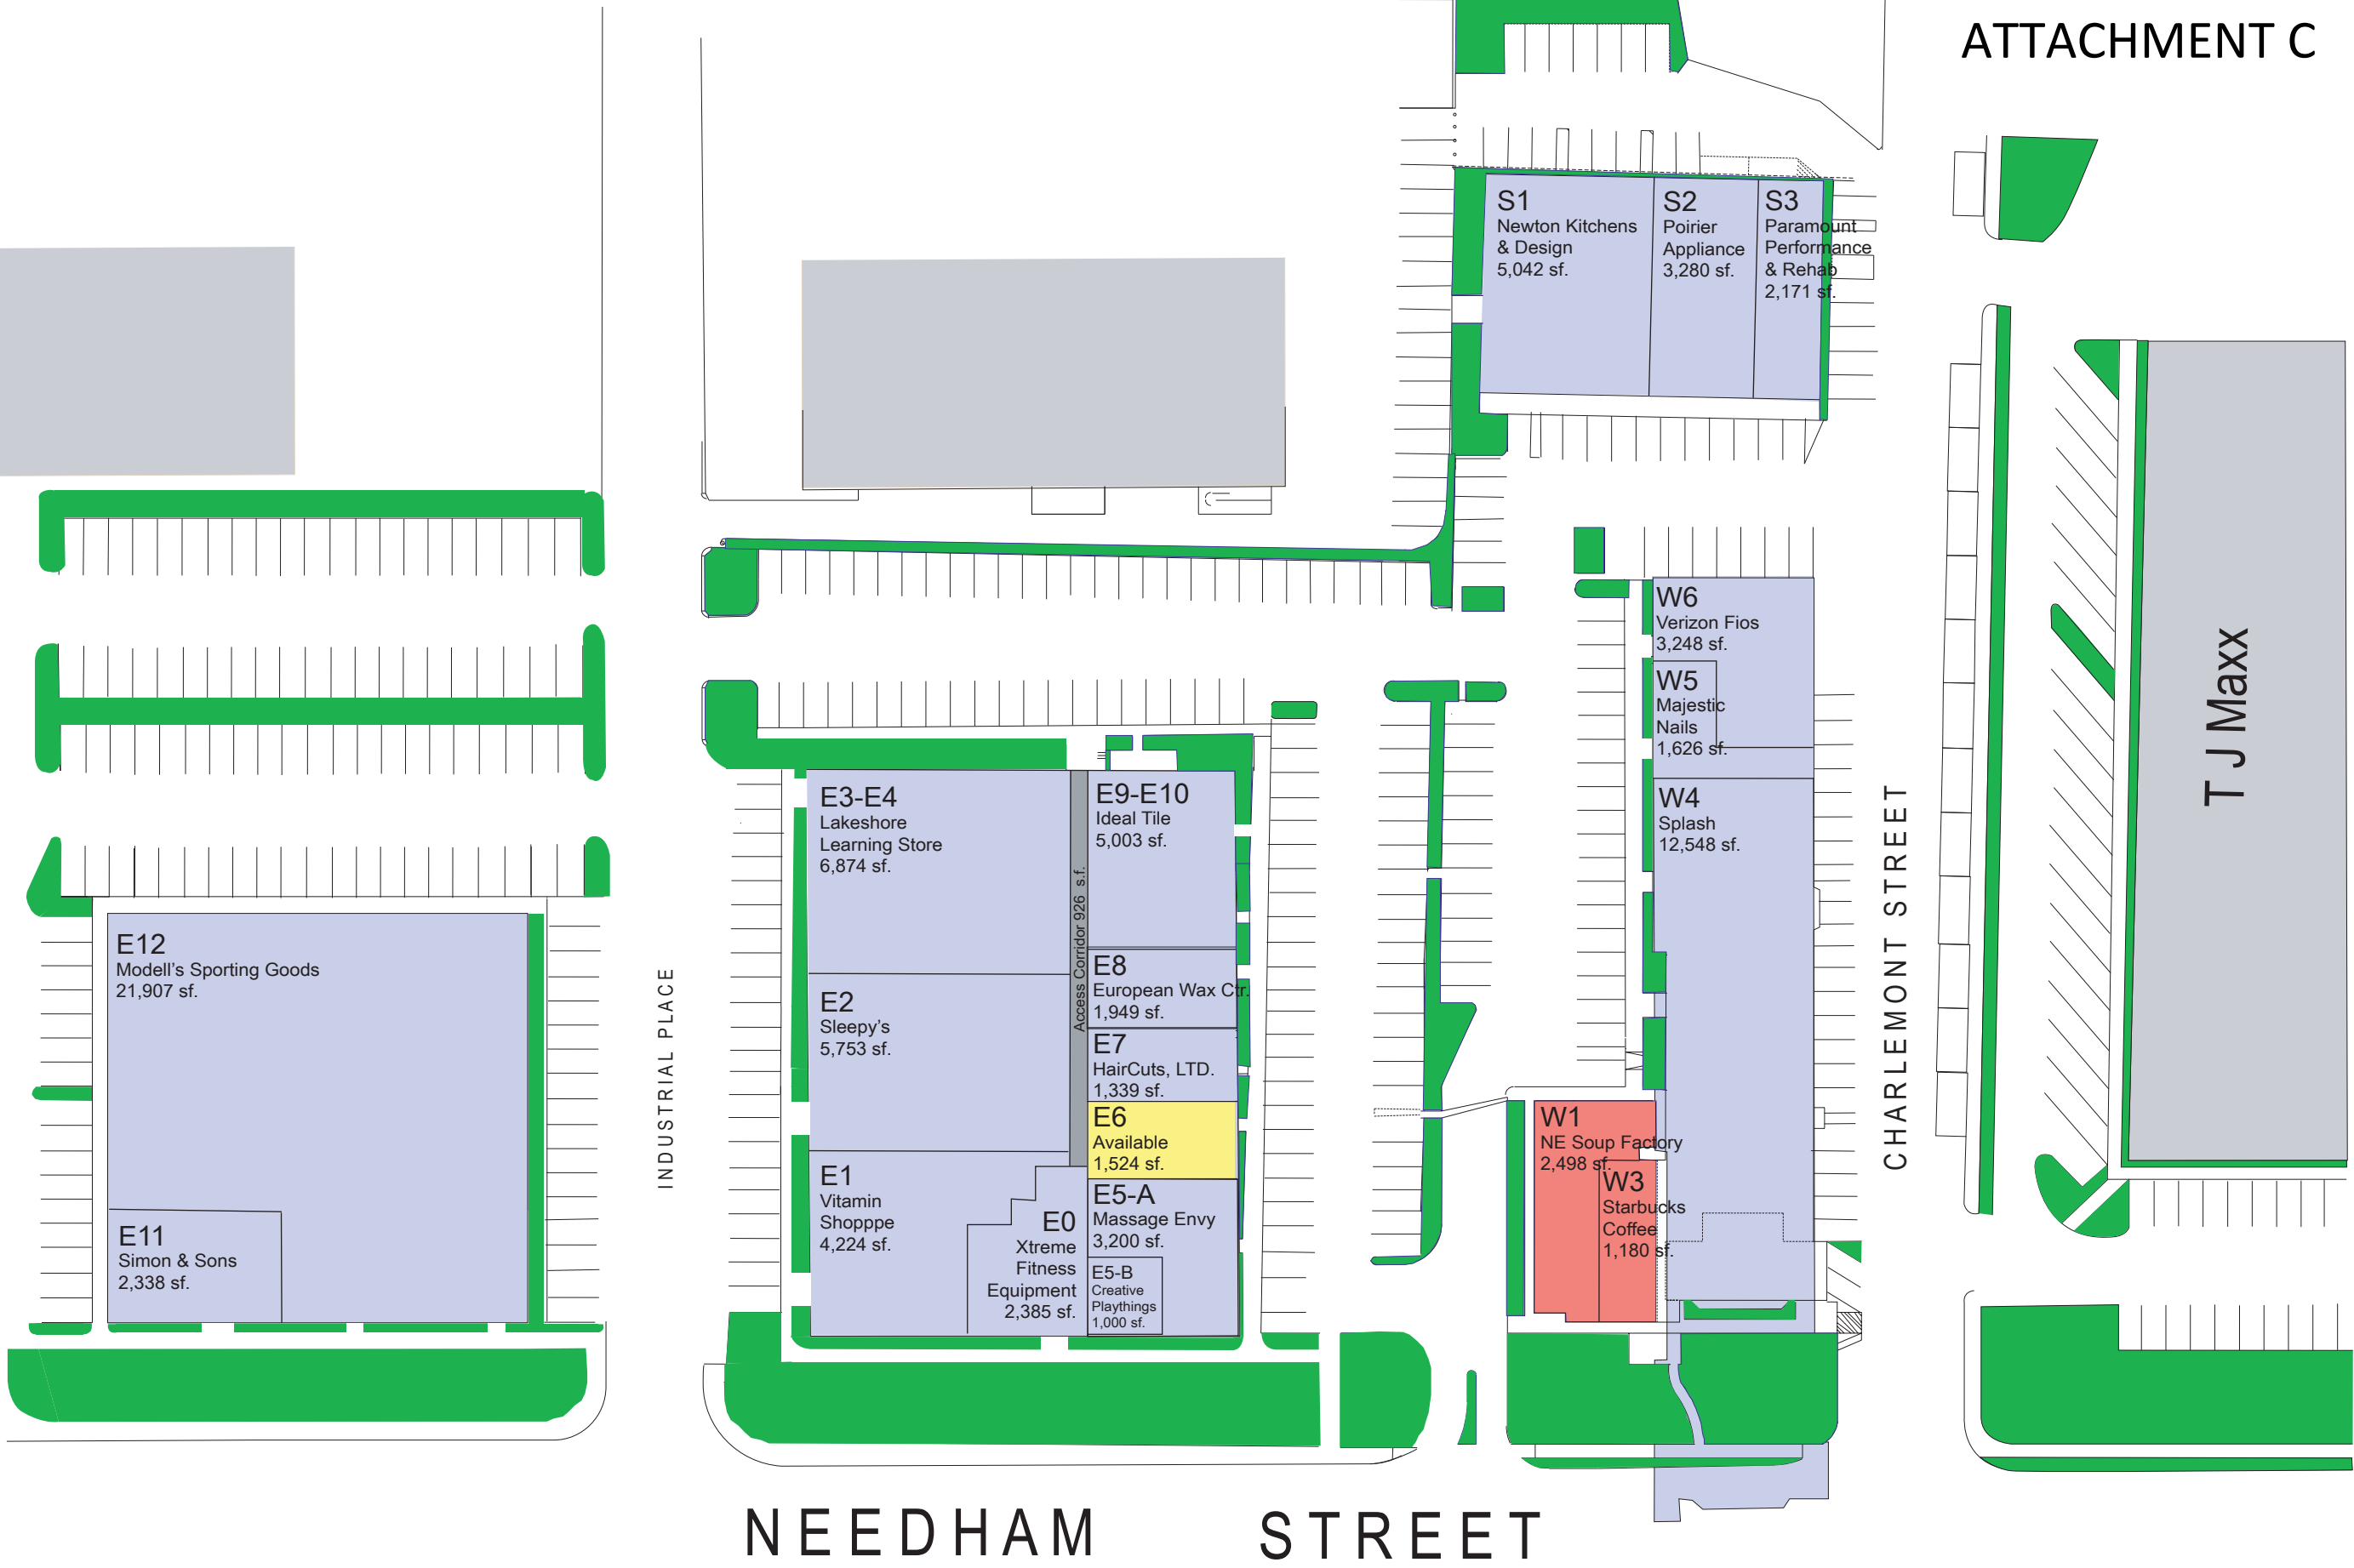 ATTACHMENT C
S1
Newton Kitchens
& Design
5,042 sf.
S2
Poirier
Appliance
3,280 sf.
S3
Paramount
Performance
& Rehab
2,171 sf.
W6
Verizon Fios
3,248 sf.
W5
Majestic
Nails
1,626 sf.
W4
Splash
12,548 sf.
T J Maxx
CHARLEMONT STREET
E3-E4
Lakeshore
Learning Store
6,874 sf.
Access Corridor 926 s.f.
E9-E10
Ideal Tile
5,003 sf.
E12
Modell's Sporting Goods
21,907 sf.
INDUSTRIAL PLACE
E2
Sleepy's
5,753 sf.
E8
European Wax Ctr.
1,949 sf.
E7
HairCuts, LTD.
1,339 sf.
E6
Available
1,524 sf.
W1
NE Soup Factory
2,498 sf.
W3
Starbucks
Coffee
1,180 sf.
E1
Vitamin
Shopppe
4,224 sf.
E0
Xtreme
Fitness
Equipment
2,385 sf.
E5-A
Massage Envy
3,200 sf.
E5-B
Creative
Playthings
1,000 sf.
E11
Simon & Sons
2,338 sf.
NEEDHAM STREET